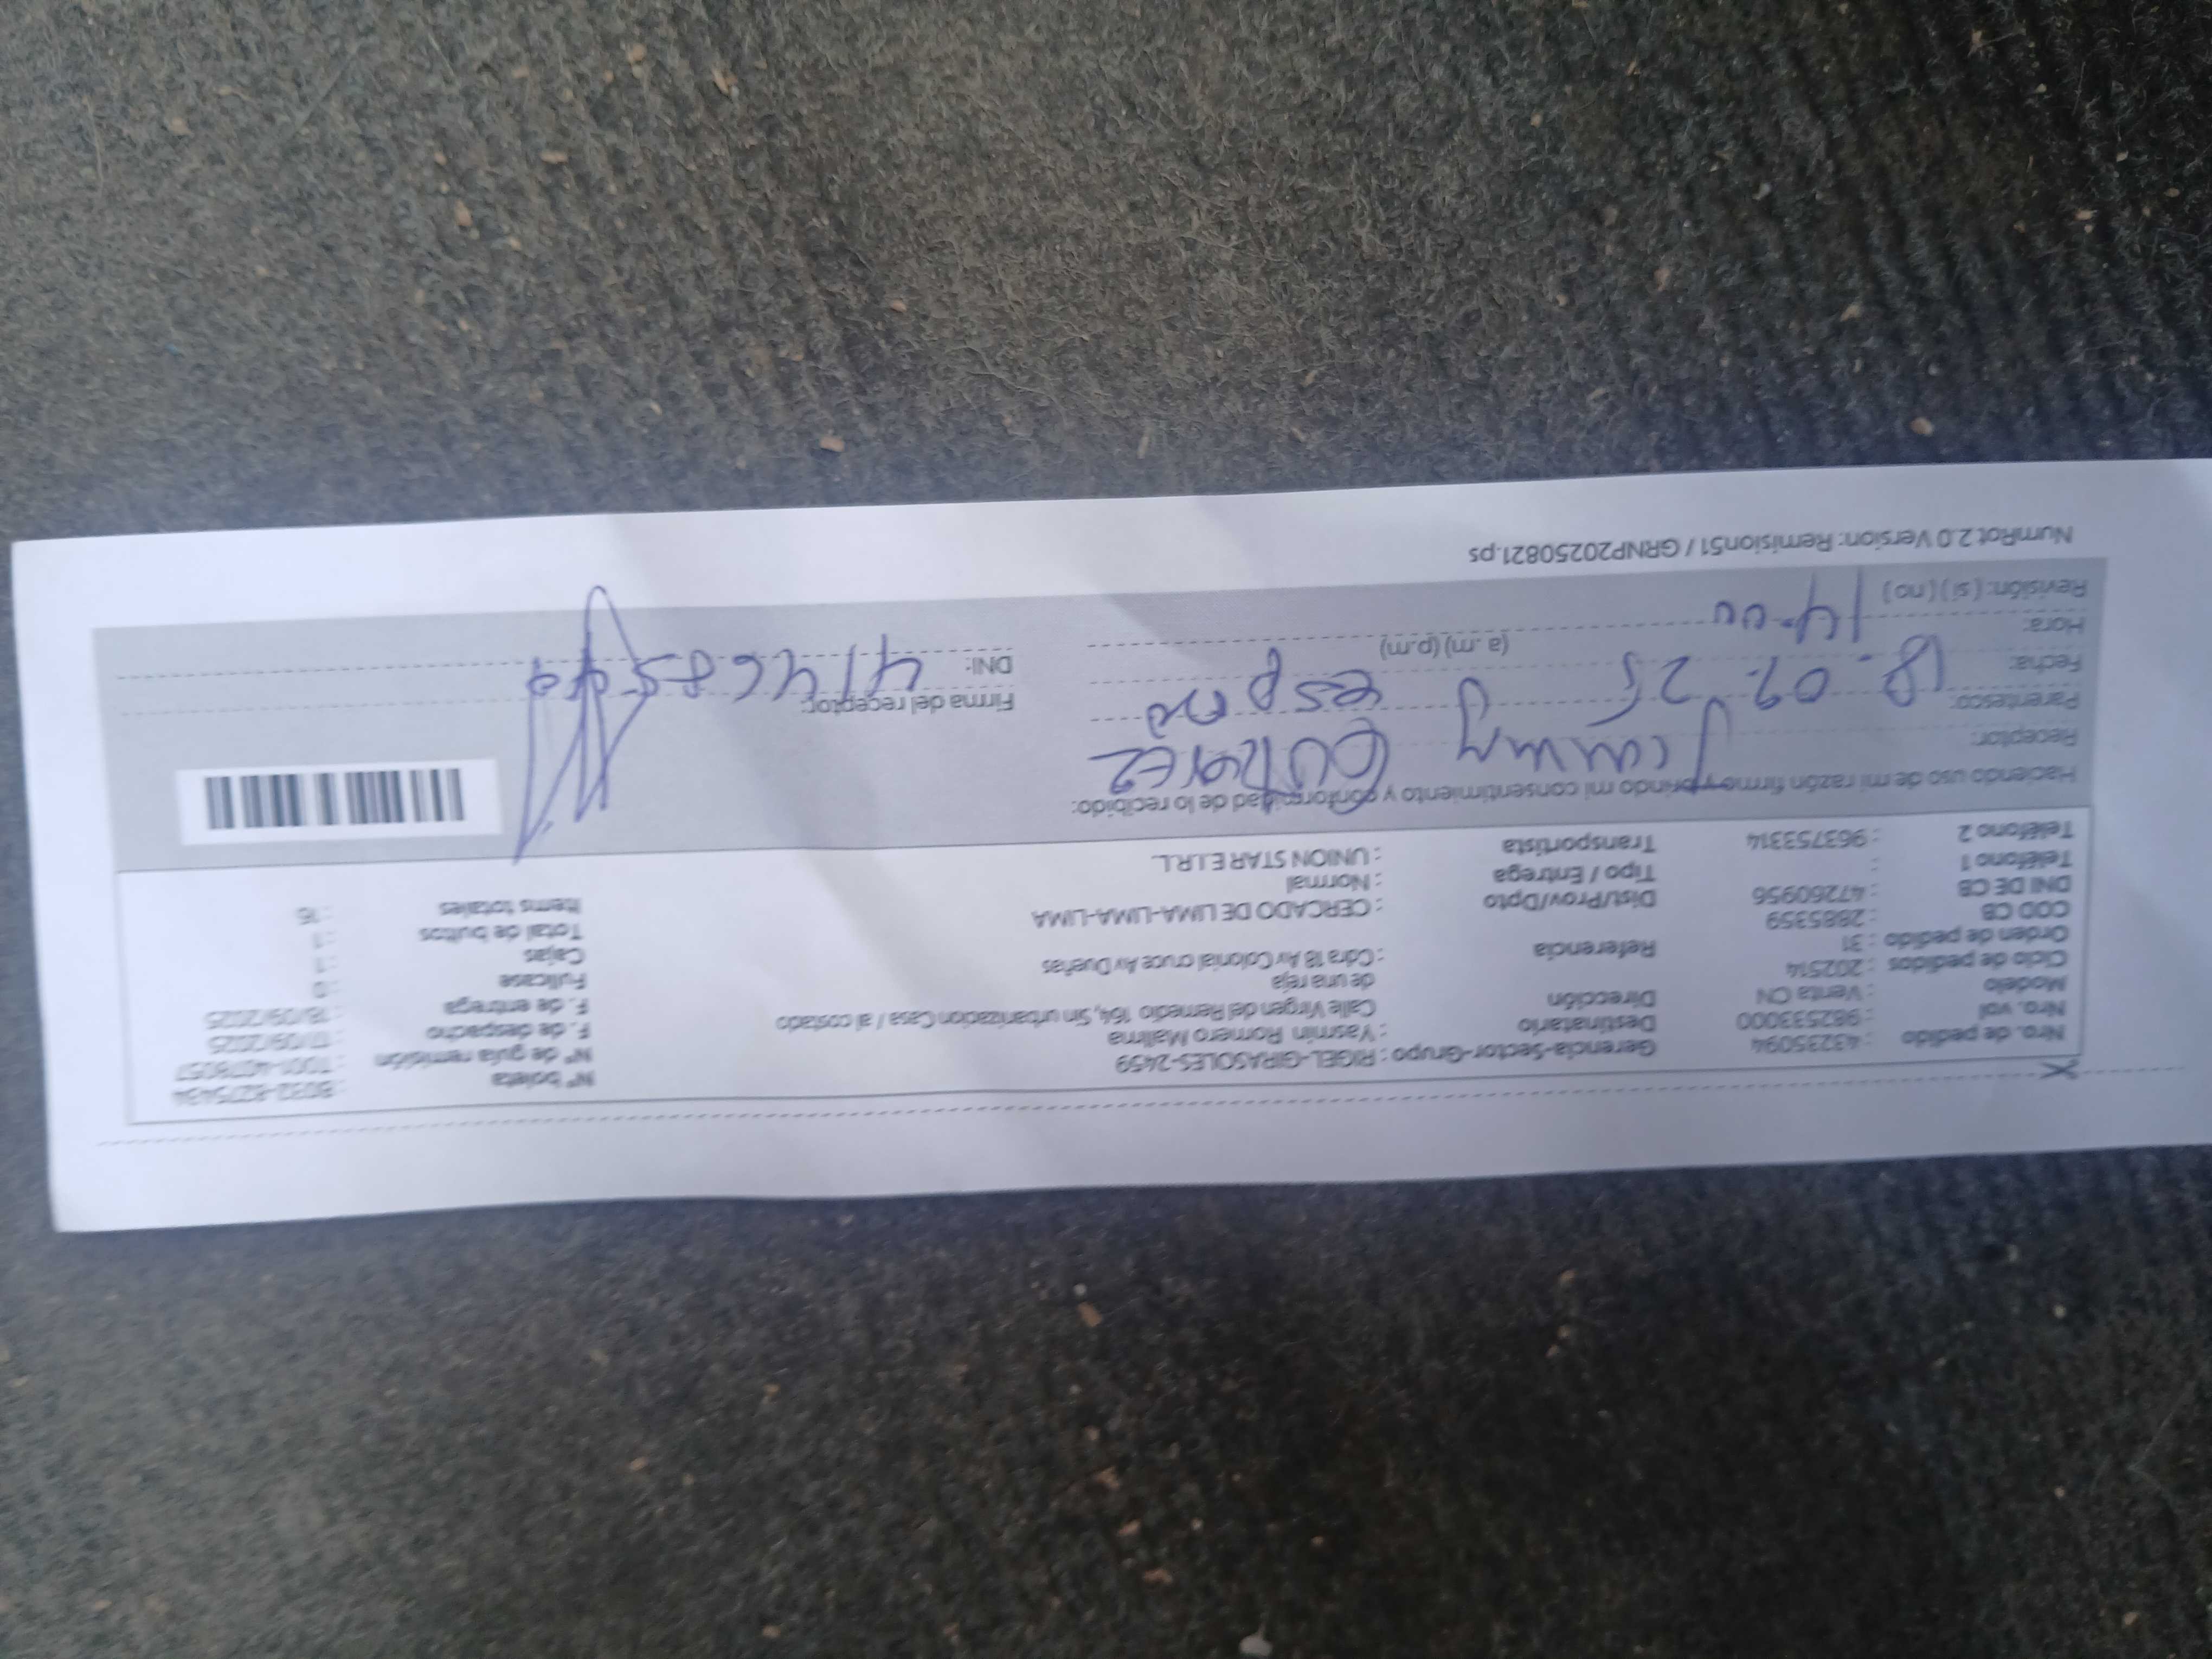 Nro. de pedido : 43235094
Nro. vol : 982533000
Modelo : Venta CN
Ciclo de pedidos : 202514
Orden de pedido : 31
COD CB : 2885359
DNI DE CB : 47260956
Teléfono 1 :
Teléfono 2 : 963753314
Gerencia-Sector-Grupo : RIGEL-GIRASOLES-2459
Destinatario : Yasmin Romero Mallma
Dirección Calle Virgen del Remedio 164, Sin urbanizacion Casa / al costado
de una reja
Referencia : Cdra 18 Av Colonial cruce Av Dueñas
Dist/Prov/Dpto : CERCADO DE LIMA-LIMA-LIMA
Tipo / Entrega : Normal
Transportista : UNION STAR E.I.R.L.
Nº boleta : B032-8275434
Nº de guía remisión : T001-4078057
F. de despacho : 17/09/2025
F. de entrega : 18/09/2025
Fullcase : 0
Cajas : 1
Total de bultos : 1
Items totales : 16
Haciendo uso de mi razón firmo y brindo mi consentimiento y conformidad de lo recibido:
Receptor:
Parentesco: esposo
Fecha: 18.09.25
Hora: 14:00 (a .m) (p.m)
Revisión: ( si ) ( no )
Firma del receptor:
DNI:
NumRot 2.0 Version: Remision51 / GRNP20250821.ps